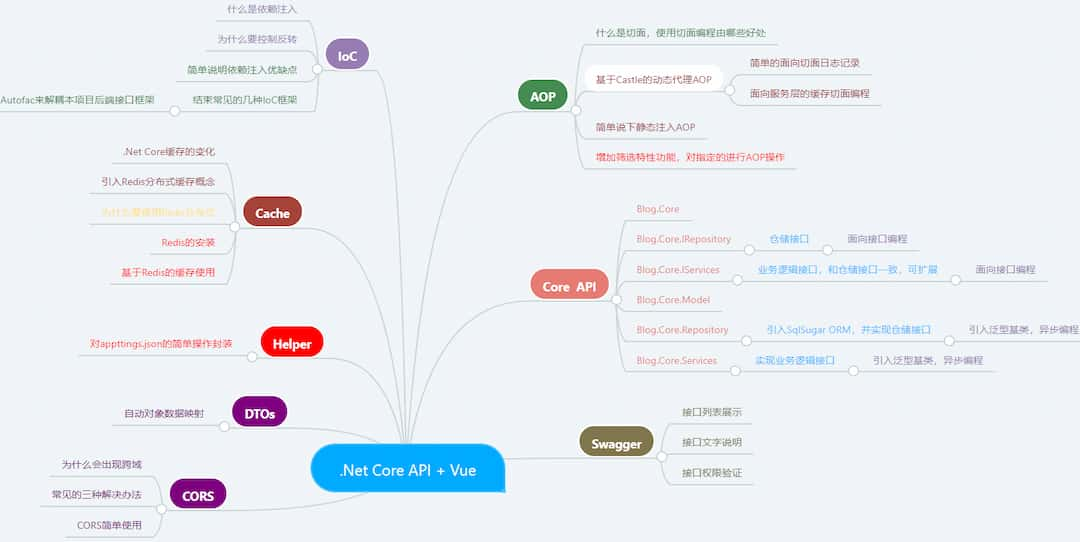 什么是依赖注入
为什么要控制反转
IoC
简单说明依赖注入优缺点
Autofac来解耦本项目后端接口框架
结束常见的几种IoC框架
.Net Core缓存的变化
引入Redis分布式缓存概念
为什么要使用Redis分布式
Cache
Redis的安装
基于Redis的缓存使用
对appttings.json的简单操作封装
Helper
自动对象数据映射
DTOs
为什么会出现跨域
常见的三种解决办法
CORS
CORS简单使用
.Net Core API + Vue
什么是切面，使用切面编程由哪些好处
AOP
基于Castle的动态代理AOP
简单的面向切面日志记录
面向服务层的缓存切面编程
简单说下静态注入AOP
增加筛选特性功能，对指定的进行AOP操作
Core API
Blog.Core
Blog.Core.IRepository
仓储接口
面向接口编程
Blog.Core.IServices
业务逻辑接口，和仓储接口一致，可扩展
面向接口编程
Blog.Core.Model
Blog.Core.Repository
引入SqlSugar ORM，并实现仓储接口
引入泛型基类，异步编程
Blog.Core.Services
实现业务逻辑接口
引入泛型基类，异步编程
Swagger
接口列表展示
接口文字说明
接口权限验证